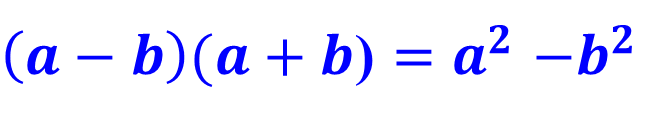 (a − b)(a + b) = a² −b²